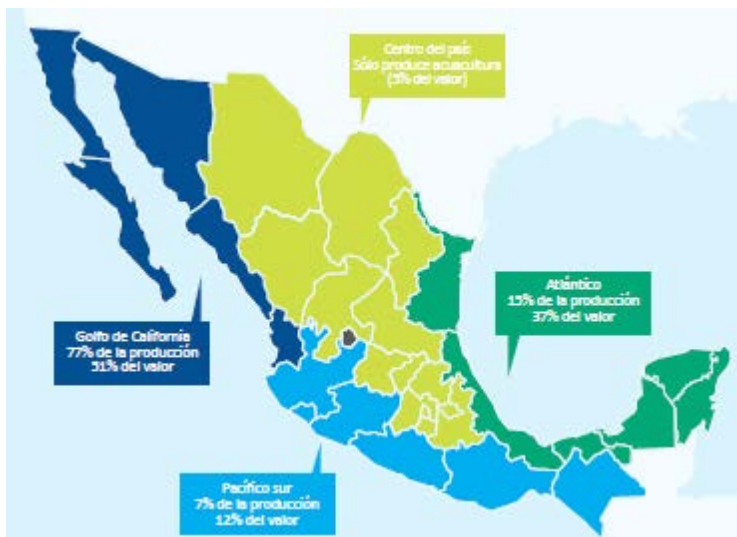 Centro del país
Sólo produce acuacultura
(3% del valor)
Atlántico
15% de la producción
37% del valor
Golfo de California
77% de la producción
51% del valor
Pacífico sur
7% de la producción
12% del valor